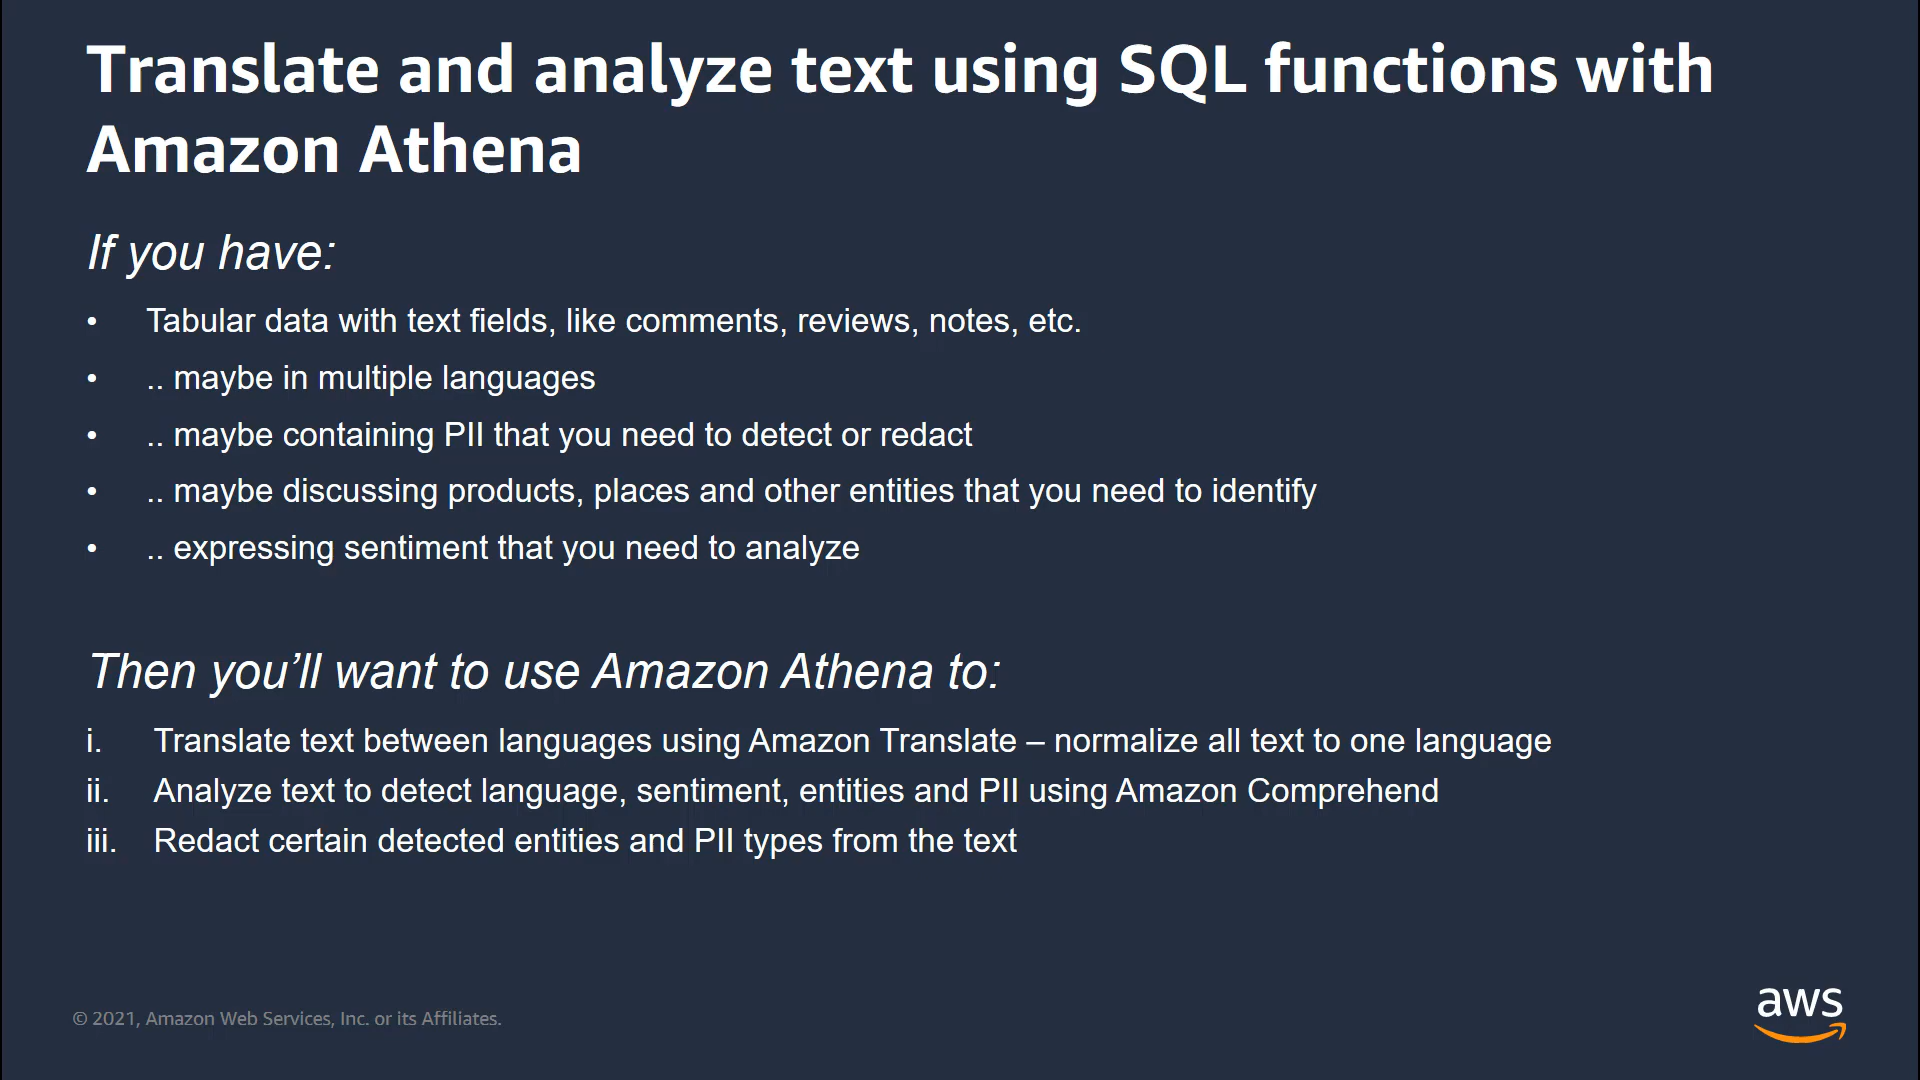 Translate and analyze text using SQL functions with
Amazon Athena
If you have:
• Tabular data with text fields, like comments, reviews, notes, etc.
• .. maybe in multiple languages
• .. maybe containing PII that you need to detect or redact
• .. maybe discussing products, places and other entities that you need to identify
• .. expressing sentiment that you need to analyze
Then you’ll want to use Amazon Athena to:
i. Translate text between languages using Amazon Translate – normalize all text to one language
ii. Analyze text to detect language, sentiment, entities and PII using Amazon Comprehend
iii. Redact certain detected entities and PII types from the text
© 2021, Amazon Web Services, Inc. or its Affiliates.
aws